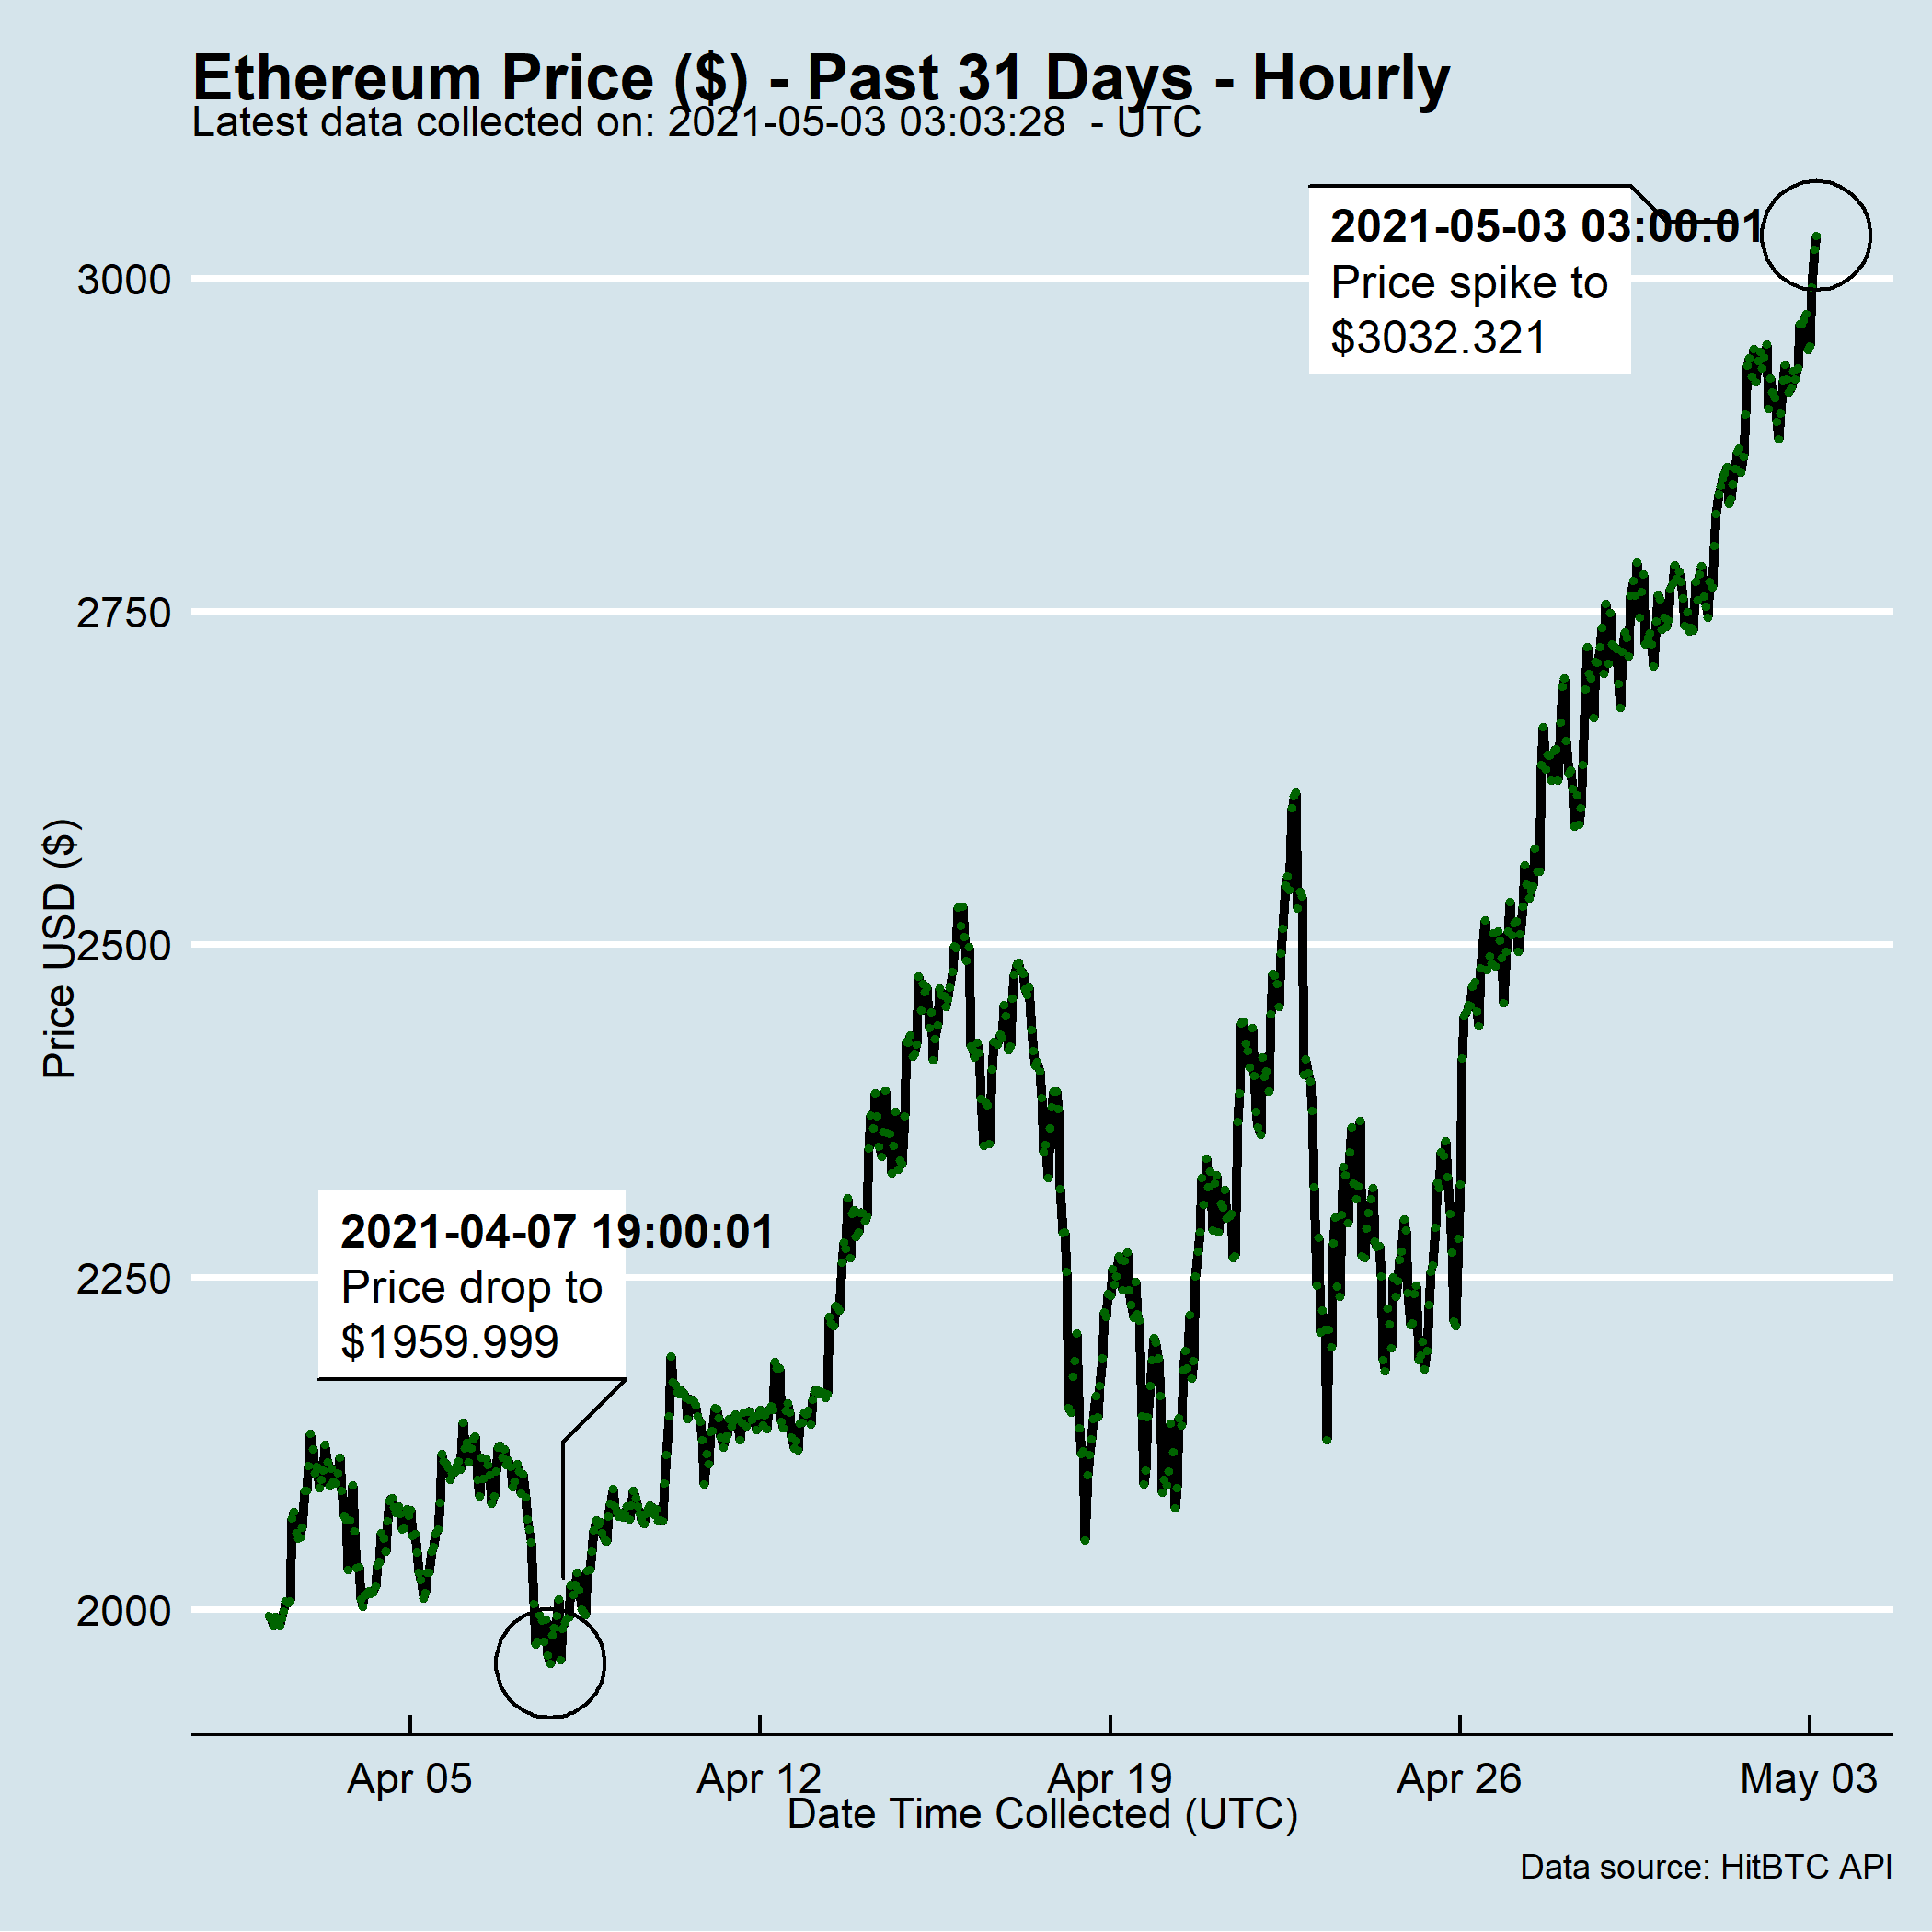 Ethereum Price ($) - Past 31 Days - Hourly
Latest data collected on: 2021-05-03 03:03:28  - UTC
2021-05-03 03:00:01
Price spike to
$3032.321
3000
2750
2500
2250
2000
Price USD ($)
2021-04-07 19:00:01
Price drop to
$1959.999
Apr 05
Apr 12
Apr 19
Apr 26
May 03
Date Time Collected (UTC)
Data source: HitBTC API